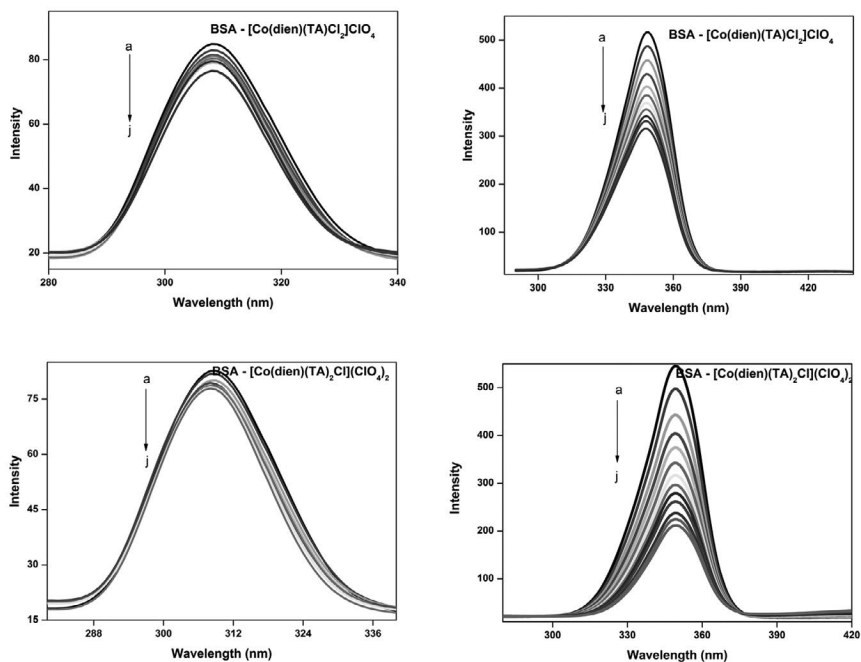 BSA - [Co(dien)(TA)Cl₂]ClO₄
a
j
80
60
40
20
280
300
320
340
Intensity
Wavelength (nm)
BSA - [Co(dien)(TA)Cl₂]ClO₄
a
j
500
400
300
200
100
300
330
360
390
420
Intensity
Wavelength (nm)
BSA - [Co(dien)(TA)₂Cl](ClO₄)₂
a
j
75
60
45
30
15
288
300
312
324
336
Intensity
Wavelength (nm)
BSA - [Co(dien)(TA)₂Cl](ClO₄)₂
a
j
500
400
300
200
100
300
330
360
390
420
Intensity
Wavelength (nm)